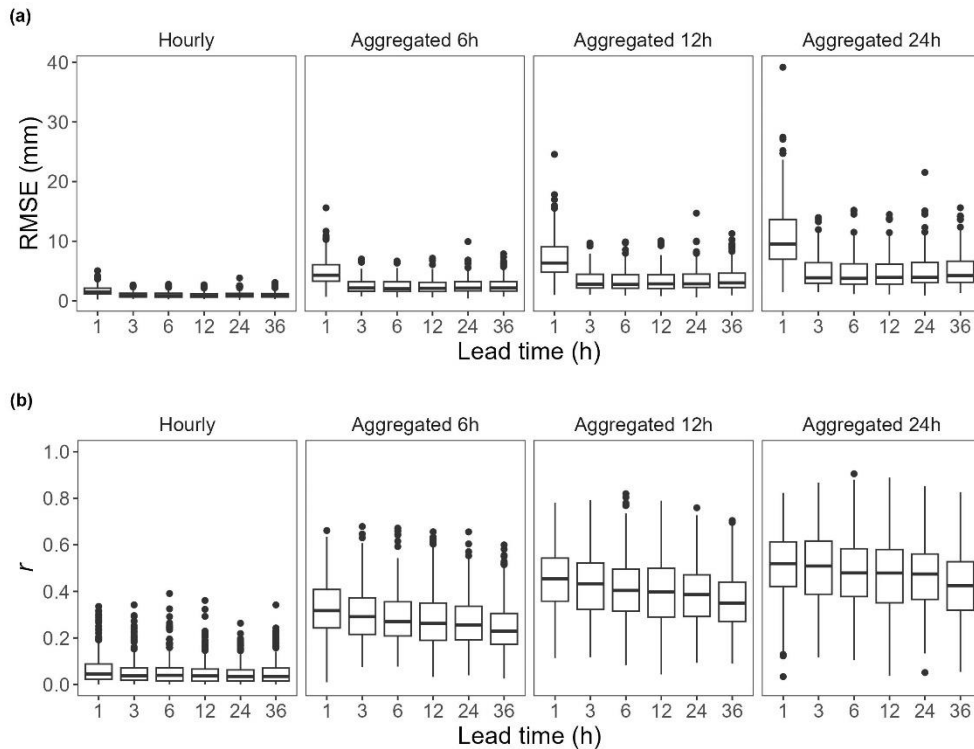 (a)
Hourly Aggregated 6h Aggregated 12h Aggregated 24h
40
30
20
10
0
RMSE (mm)
1 3 6 12 24 36 1 3 6 12 24 36 1 3 6 12 24 36 1 3 6 12 24 36
Lead time (h)
(b)
Hourly Aggregated 6h Aggregated 12h Aggregated 24h
1.0
0.8
0.6
0.4
0.2
0.0
r
1 3 6 12 24 36 1 3 6 12 24 36 1 3 6 12 24 36 1 3 6 12 24 36
Lead time (h)